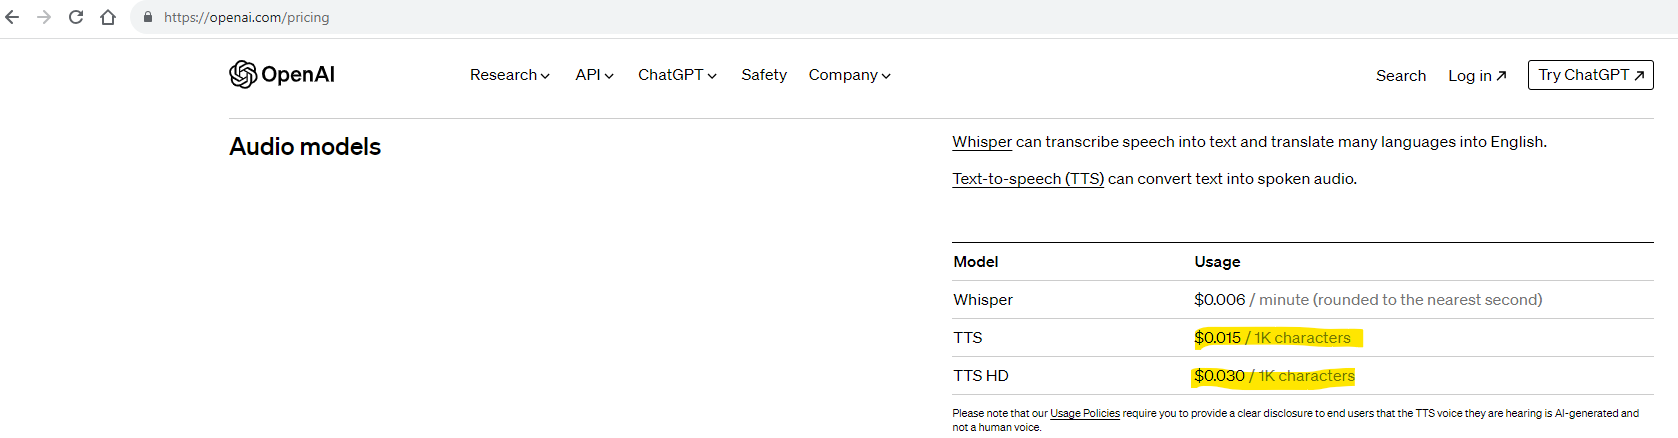 https://openai.com/pricing
OpenAI Research API ChatGPT Safety Company Search Log in ↗ Try ChatGPT ↗
Audio models
Whisper can transcribe speech into text and translate many languages into English.
Text-to-speech (TTS) can convert text into spoken audio.
Model Usage
Whisper $0.006 / minute (rounded to the nearest second)
TTS $0.015 / 1K characters
TTS HD $0.030 / 1K characters
Please note that our Usage Policies require you to provide a clear disclosure to end users that the TTS voice they are hearing is AI-generated and
not a human voice.